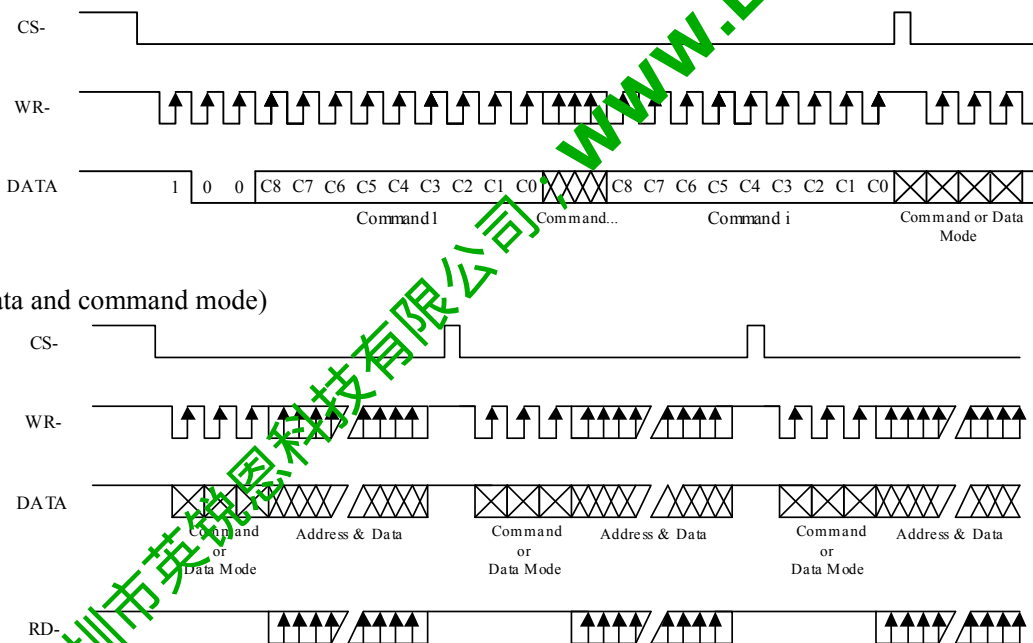 CS-
WR-
DATA 1 0 0 C8 C7 C6 C5 C4 C3 C2 C1 C0 C8 C7 C6 C5 C4 C3 C2 C1 C0
Command1 Command... Command i Command or Data
Mode
ata and command mode)
CS-
WR-
DATA
Command Address & Data Command Address & Data Command Address & Data
or or or
Data Mode Data Mode Data Mode
RD-
圳市英锐恩科技有限公司, www.